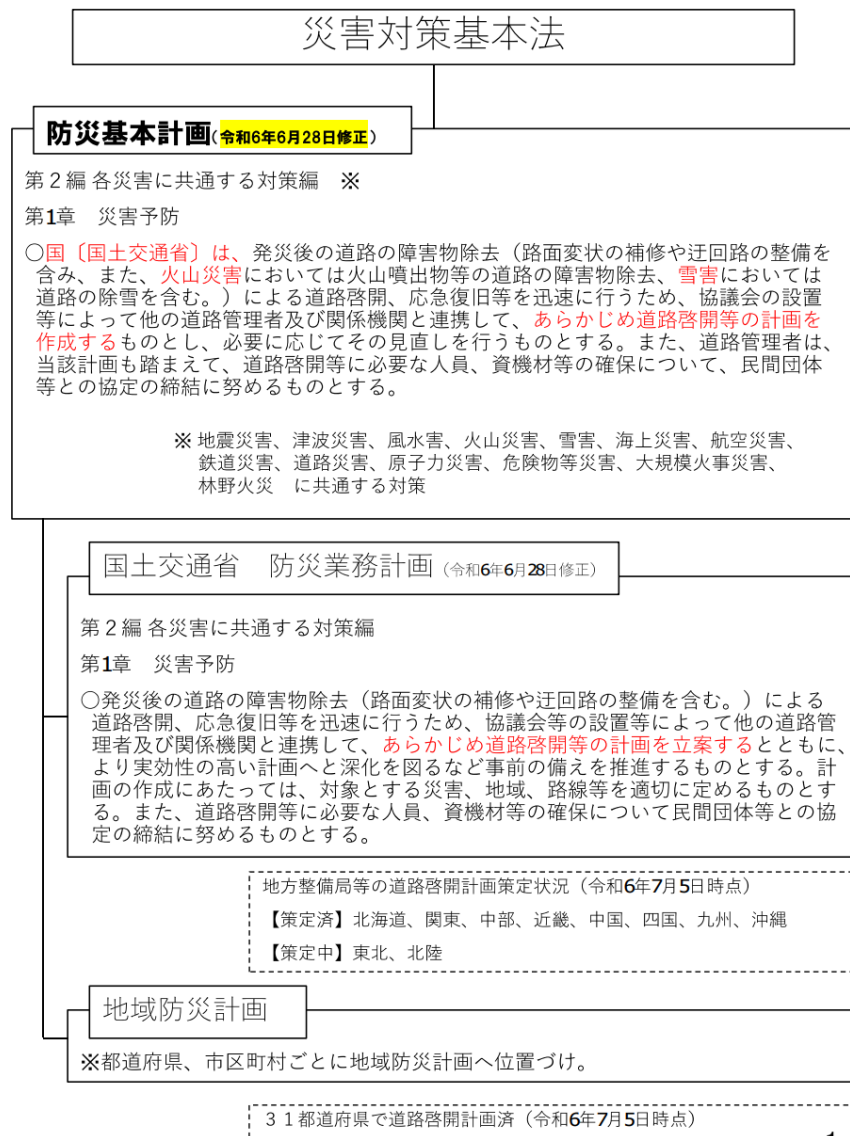 災害対策基本法
防災基本計画(令和6年6月28日修正)
第２編 各災害に共通する対策編　※
第1章　災害予防
○国〔国土交通省〕は、発災後の道路の障害物除去（路面変状の補修や迂回路の整備を
含み、また、火山災害においては火山噴出物等の道路の障害物除去、雪害においては
道路の除雪を含む。）による道路啓開、応急復旧等を迅速に行うため、協議会の設置
等によって他の道路管理者及び関係機関と連携して、あらかじめ道路啓開等の計画を
作成するものとし、必要に応じてその見直しを行うものとする。また、道路管理者は、
当該計画も踏まえて、道路啓開等に必要な人員、資機材等の確保について、民間団体
等との協定の締結に努めるものとする。
※ 地震災害、津波災害、風水害、火山災害、雪害、海上災害、航空災害、
鉄道災害、道路災害、原子力災害、危険物等災害、大規模火事災害、
林野火災　に共通する対策
国土交通省　防災業務計画（令和6年6月28日修正）
第２編 各災害に共通する対策編
第1章　災害予防
○発災後の道路の障害物除去（路面変状の補修や迂回路の整備を含む。）による
道路啓開、応急復旧等を迅速に行うため、協議会等の設置等によって他の道路管
理者及び関係機関と連携して、あらかじめ道路啓開等の計画を立案するとともに、
より実効性の高い計画へと深化を図るなど事前の備えを推進するものとする。計
画の作成にあたっては、対象とする災害、地域、路線等を適切に定めるものとす
る。また、道路啓開等に必要な人員、資機材等の確保について民間団体等との協
定の締結に努めるものとする。
地方整備局等の道路啓開計画策定状況（令和6年7月5日時点）
【策定済】北海道、関東、中部、近畿、中国、四国、九州、沖縄
【策定中】東北、北陸
地域防災計画
※都道府県、市区町村ごとに地域防災計画へ位置づけ。
３１都道府県で道路啓開計画済（令和6年7月5日時点）